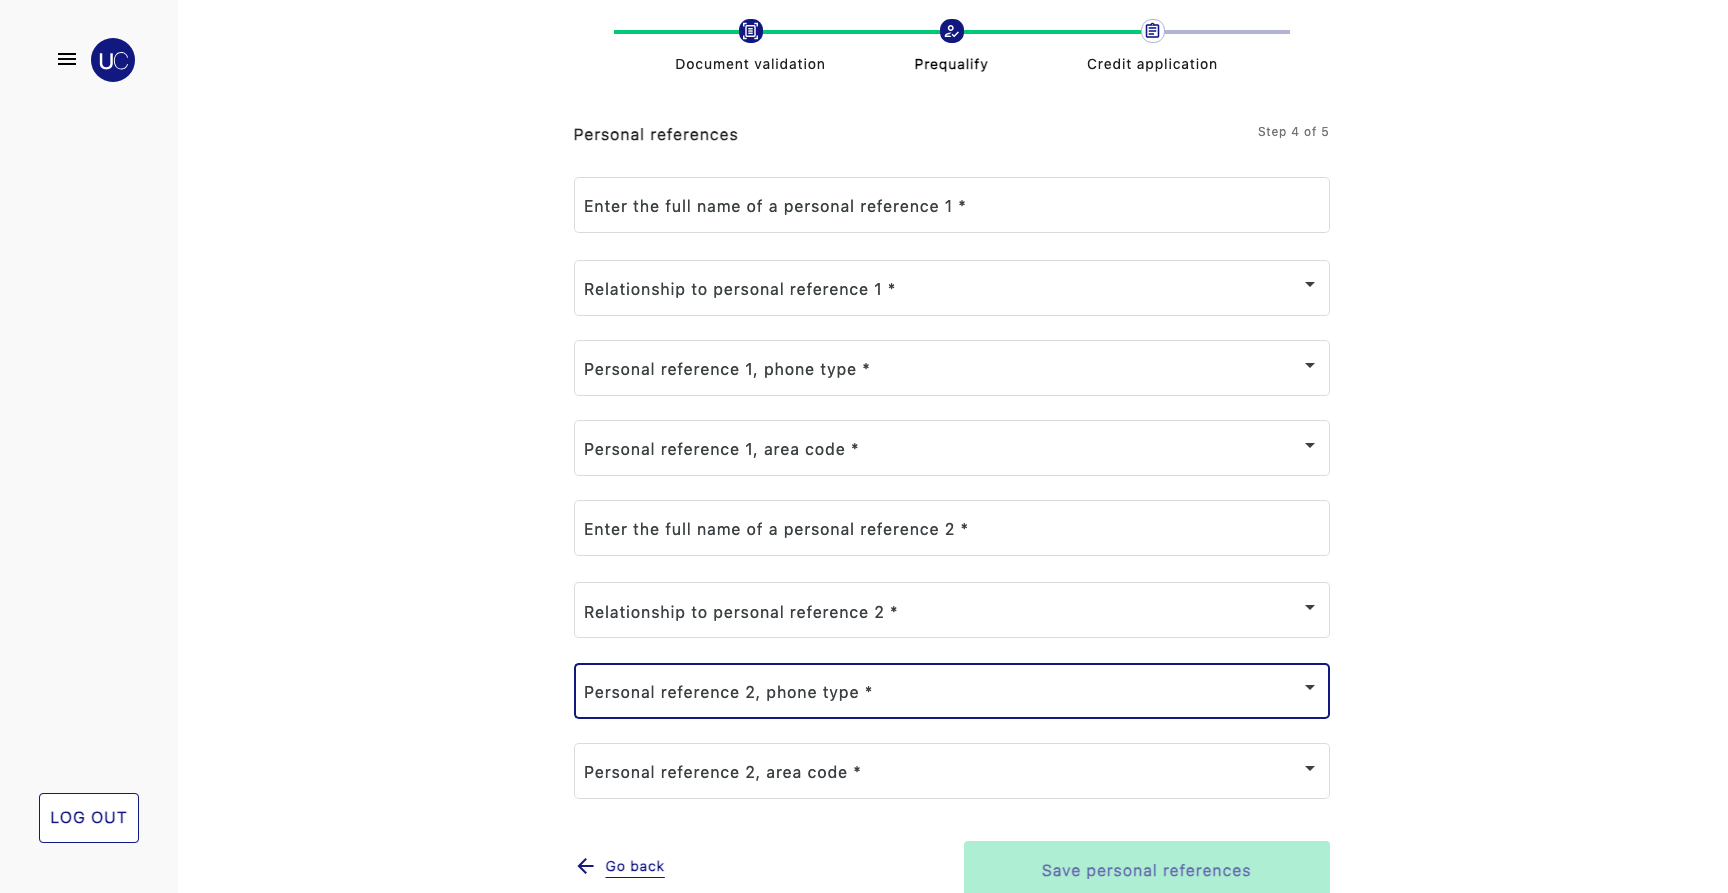 UC
Document validation
Prequalify
Credit application
Personal references
Step 4 of 5
Enter the full name of a personal reference 1 *
Relationship to personal reference 1 *
Personal reference 1, phone type *
Personal reference 1, area code *
Enter the full name of a personal reference 2 *
Relationship to personal reference 2 *
Personal reference 2, phone type *
Personal reference 2, area code *
LOG OUT
Go back
Save personal references